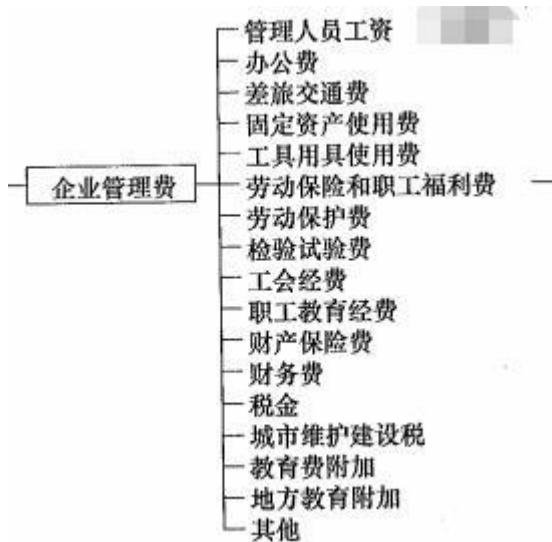 管理人员工资
办公费
差旅交通费
固定资产使用费
工具用具使用费
企业管理费
劳动保险和职工福利费
劳动保护费
检验试验费
工会经费
职工教育经费
财产保险费
财务费
税金
城市维护建设税
教育费附加
地方教育附加
其他